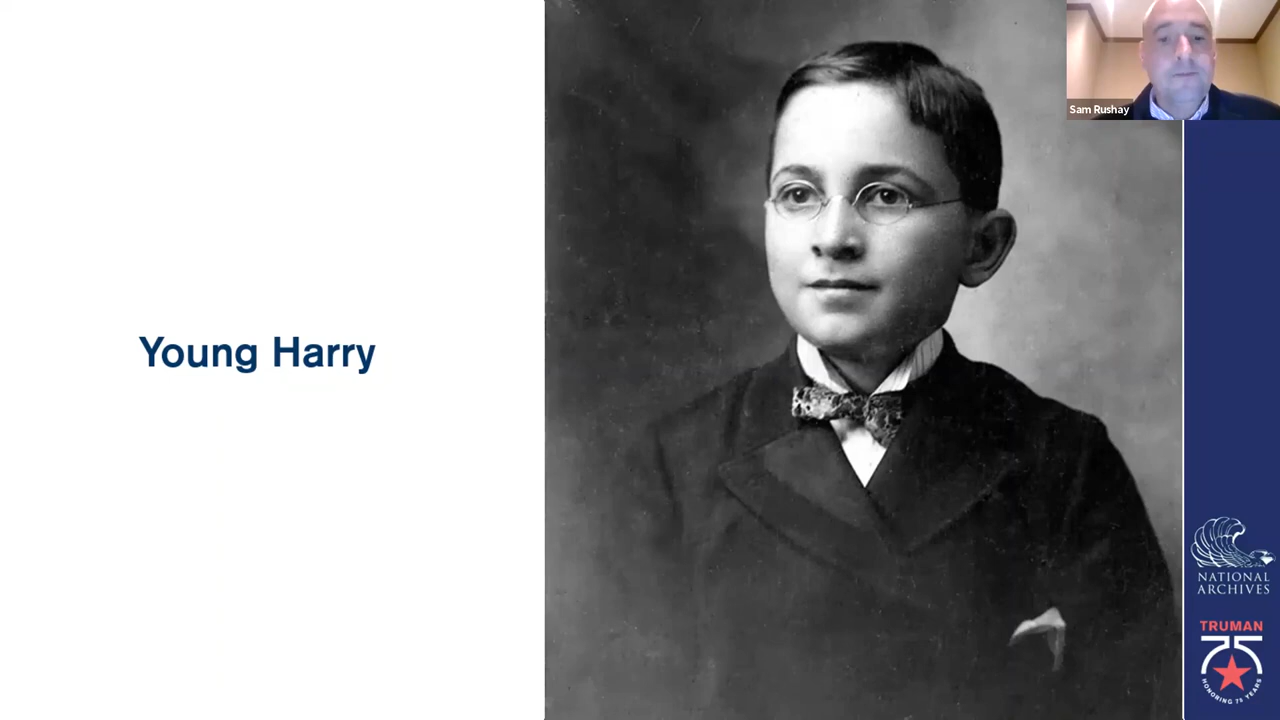 Young Harry
Sam Rushay
NATIONAL
ARCHIVES
TRUMAN
75
HONORING 75 YEARS